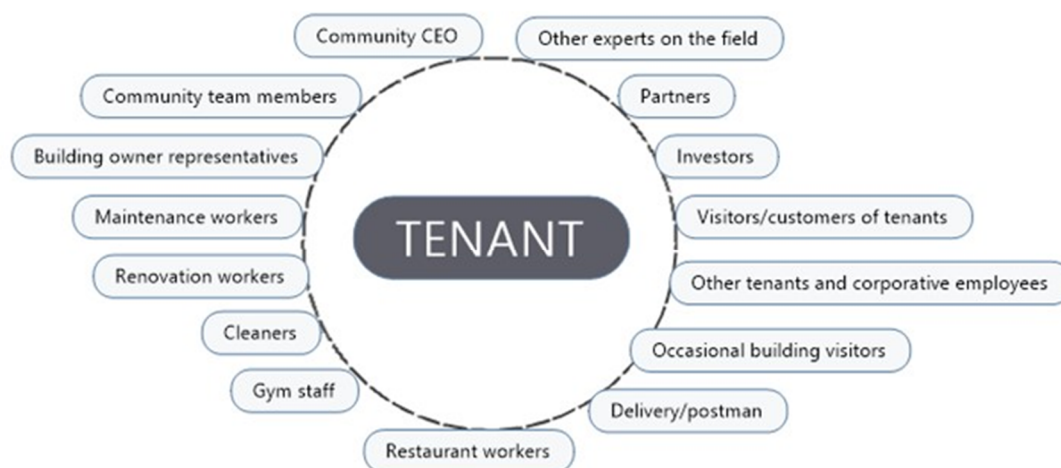 Community CEO
Other experts on the field
Community team members
Partners
Building owner representatives
Investors
Maintenance workers
TENANT
Visitors/customers of tenants
Renovation workers
Other tenants and corporative employees
Cleaners
Occasional building visitors
Gym staff
Delivery/postman
Restaurant workers